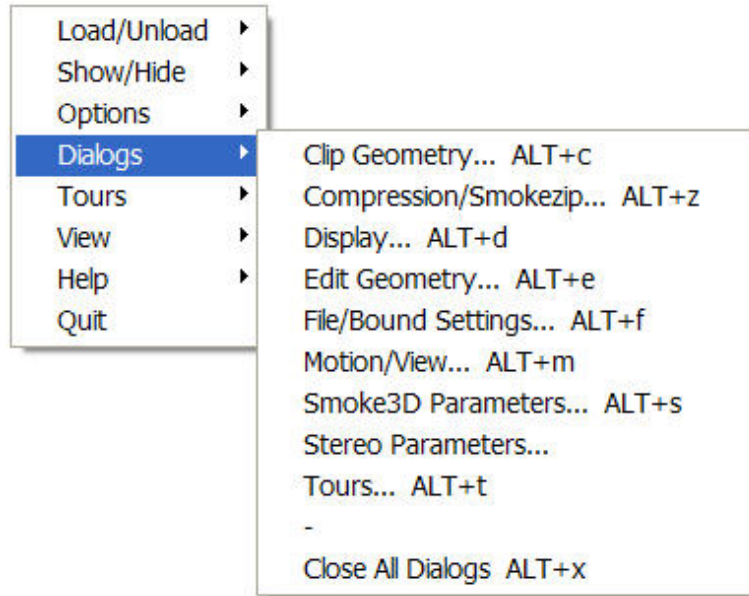 Load/Unload
Show/Hide
Options
Dialogs
Tours
View
Help
Quit
Clip Geometry... ALT+c
Compression/Smokezip... ALT+z
Display... ALT+d
Edit Geometry... ALT+e
File/Bound Settings... ALT+f
Motion/View... ALT+m
Smoke3D Parameters... ALT+s
Stereo Parameters...
Tours... ALT+t
-
Close All Dialogs ALT+x